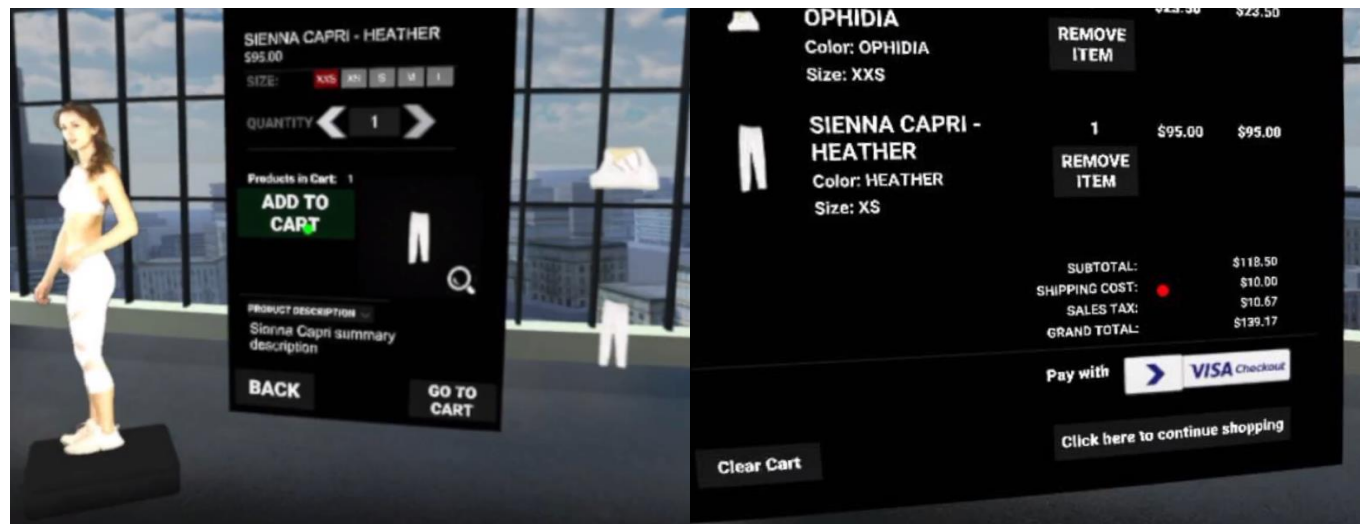 SIENNA CAPRI - HEATHER
$95.00
SIZE: XXS XS S M L
QUANTITY 1
Products in Cart: 1
ADD TO
CART
PRODUCT DESCRIPTION
Sienna Capri summary
description
BACK
GO TO
CART
OPHIDIA
Color: OPHIDIA
Size: XXS
REMOVE
ITEM
$23.50 $23.50
SIENNA CAPRI -
HEATHER
Color: HEATHER
Size: XS
1 $95.00 $95.00
REMOVE
ITEM
SUBTOTAL: $118.50
SHIPPING COST: $10.00
SALES TAX: $10.67
GRAND TOTAL: $139.17
Pay with VISA Checkout
Click here to continue shopping
Clear Cart